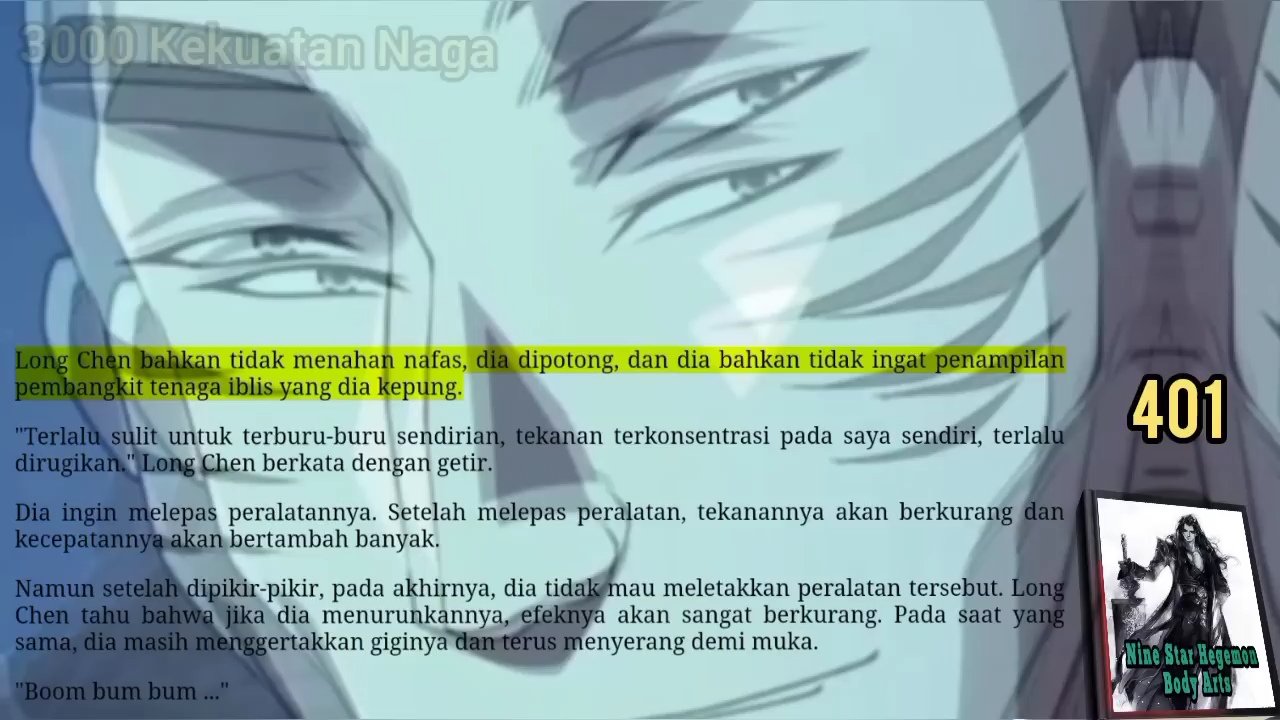 3000 Kekuatan Naga
Long Chen bahkan tidak menahan nafas, dia dipotong, dan dia bahkan tidak ingat penampilan
pembangkit tenaga iblis yang dia kepung.
"Terlalu sulit untuk terburu-buru sendirian, tekanan terkonsentrasi pada saya sendiri, terlalu
dirugikan." Long Chen berkata dengan getir.
Dia ingin melepas peralatannya. Setelah melepas peralatan, tekanannya akan berkurang dan
kecepatannya akan bertambah banyak.
Namun setelah dipikir-pikir, pada akhirnya, dia tidak mau meletakkan peralatan tersebut. Long
Chen tahu bahwa jika dia menurunkannya, efeknya akan sangat berkurang. Pada saat yang
sama, dia masih menggertakkan giginya dan terus menyerang demi muka.
"Boom bum bum ..."
401
Nine Star Hegemon
Body Arts